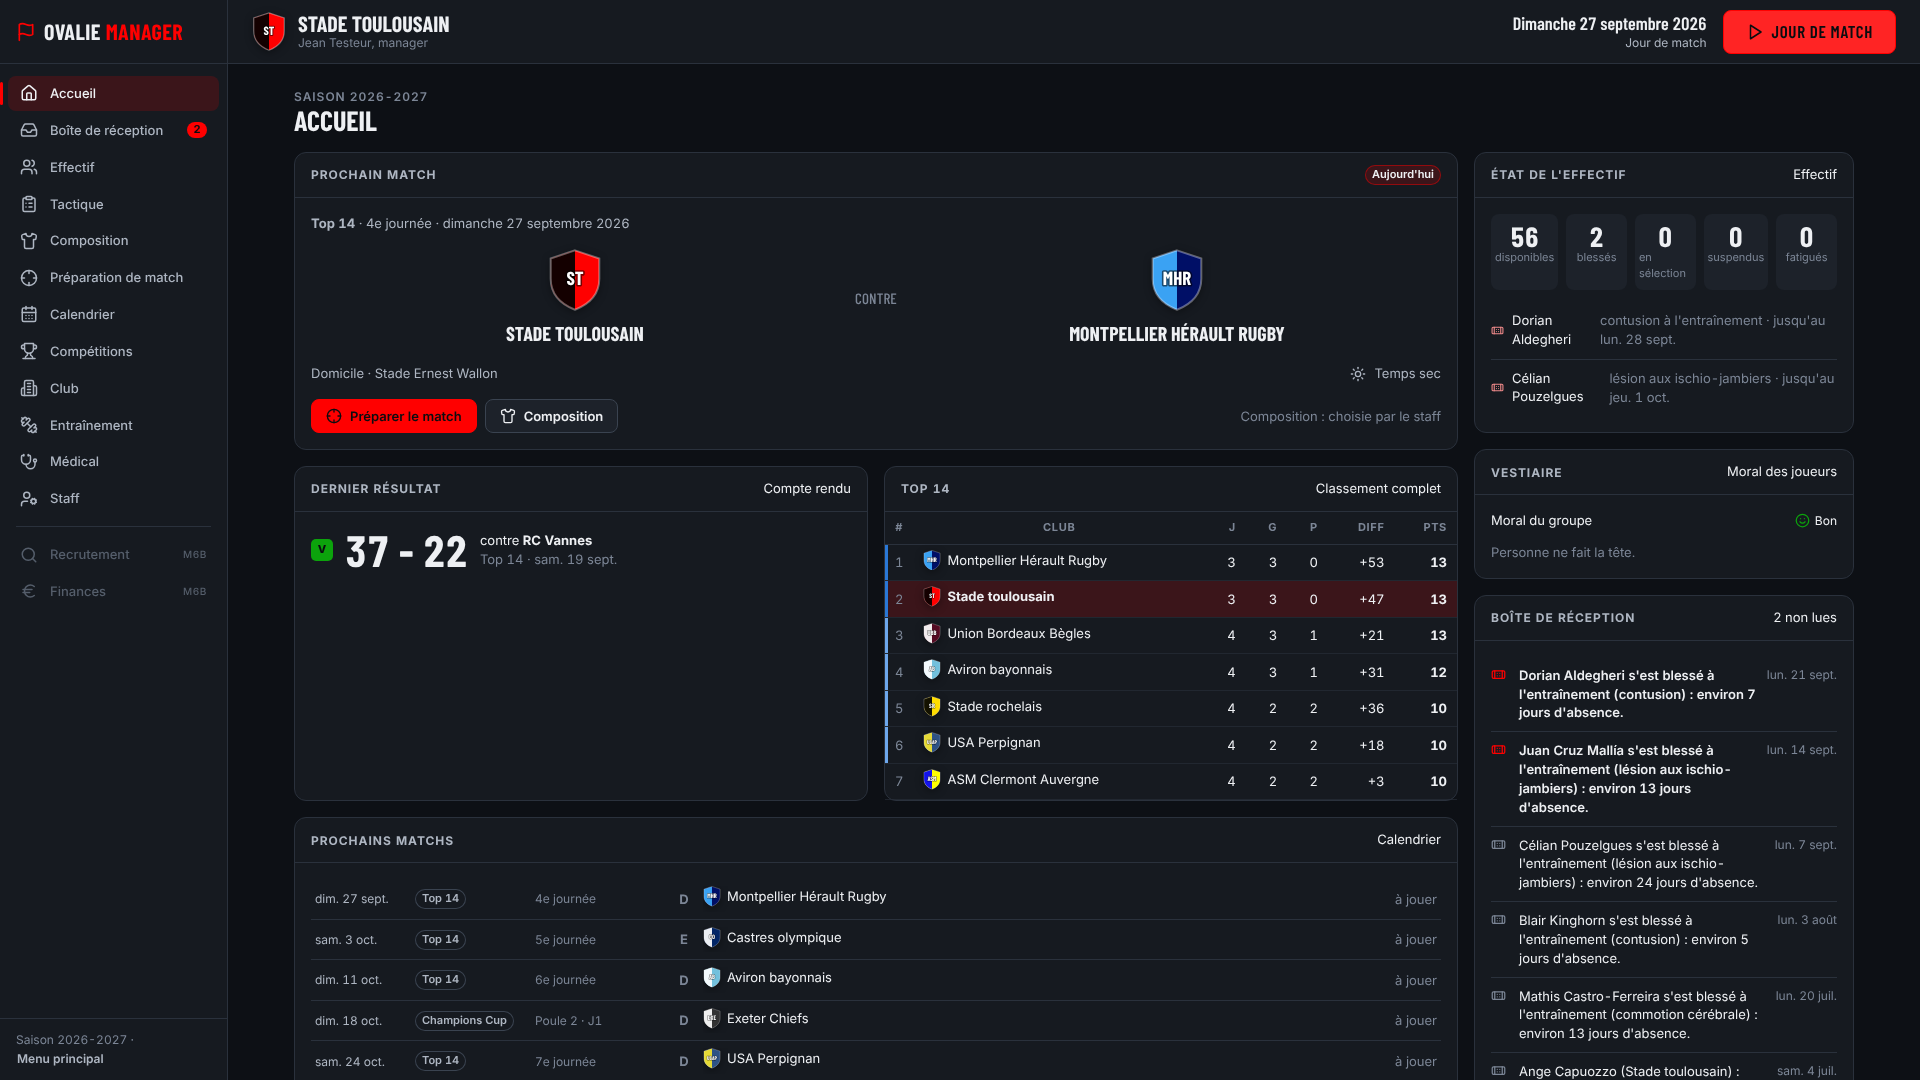 OVALIE MANAGER
Accueil
Boîte de réception 2
Effectif
Tactique
Composition
Préparation de match
Calendrier
Compétitions
Club
Entraînement
Médical
Staff
Recrutement M6B
Finances M6B
Saison 2026-2027 ·
Menu principal
ST
STADE TOULOUSAIN
Jean Testeur, manager
Dimanche 27 septembre 2026
Jour de match
JOUR DE MATCH
SAISON 2026-2027
ACCUEIL
PROCHAIN MATCH Aujourd'hui
Top 14 · 4e journée · dimanche 27 septembre 2026
ST CONTRE MHR
STADE TOULOUSAIN MONTPELLIER HÉRAULT RUGBY
Domicile · Stade Ernest Wallon Temps sec
Préparer le match Composition Composition : choisie par le staff
DERNIER RÉSULTAT Compte rendu
V 37 - 22 contre RC Vannes
Top 14 · sam. 19 sept.
TOP 14 Classement complet
# CLUB J G P DIFF PTS
1 Montpellier Hérault Rugby 3 3 0 +53 13
2 Stade toulousain 3 3 0 +47 13
3 Union Bordeaux Bègles 4 3 1 +21 13
4 Aviron bayonnais 4 3 1 +31 12
5 Stade rochelais 4 2 2 +36 10
6 USA Perpignan 4 2 2 +18 10
7 ASM Clermont Auvergne 4 2 2 +3 10
PROCHAINS MATCHS Calendrier
dim. 27 sept. Top 14 4e journée D Montpellier Hérault Rugby à jouer
sam. 3 oct. Top 14 5e journée E Castres olympique à jouer
dim. 11 oct. Top 14 6e journée D Aviron bayonnais à jouer
dim. 18 oct. Champions Cup Poule 2 · J1 D Exeter Chiefs à jouer
sam. 24 oct. Top 14 7e journée D USA Perpignan à jouer
ÉTAT DE L'EFFECTIF Effectif
56 2 0 0 0
disponibles blessés en sélection suspendus fatigués
Dorian Aldegheri contusion à l'entraînement · jusqu'au lun. 28 sept.
Célian Pouzelgues lésion aux ischio-jambiers · jusqu'au jeu. 1 oct.
VESTIAIRE Moral des joueurs
Moral du groupe Bon
Personne ne fait la tête.
BOÎTE DE RÉCEPTION 2 non lues
Dorian Aldegheri s'est blessé à lun. 21 sept.
l'entraînement (contusion) : environ 7
jours d'absence.
Juan Cruz Mallía s'est blessé à lun. 14 sept.
l'entraînement (lésion aux ischio-
jambiers) : environ 13 jours
d'absence.
Célian Pouzelgues s'est blessé à lun. 7 sept.
l'entraînement (lésion aux ischio-
jambiers) : environ 24 jours d'absence.
Blair Kinghorn s'est blessé à lun. 3 août
l'entraînement (contusion) : environ 5
jours d'absence.
Mathis Castro-Ferreira s'est blessé à lun. 20 juil.
l'entraînement (commotion cérébrale) :
environ 13 jours d'absence.
Ange Capuozzo (Stade toulousain) : sam. 4 juil.